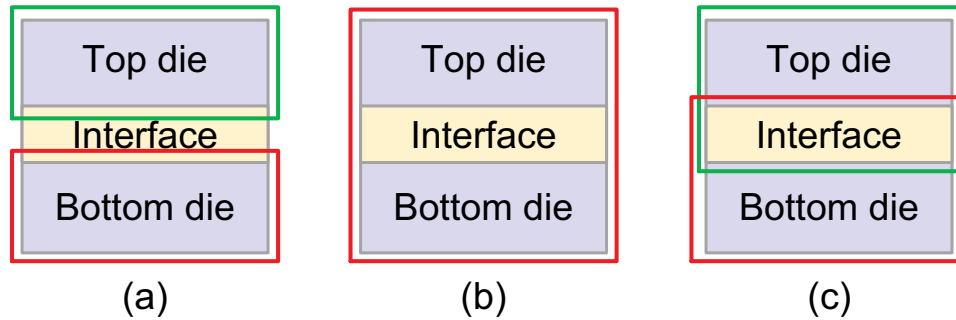 Top die
Interface
Bottom die
(a)
Top die
Interface
Bottom die
(b)
Top die
Interface
Bottom die
(c)